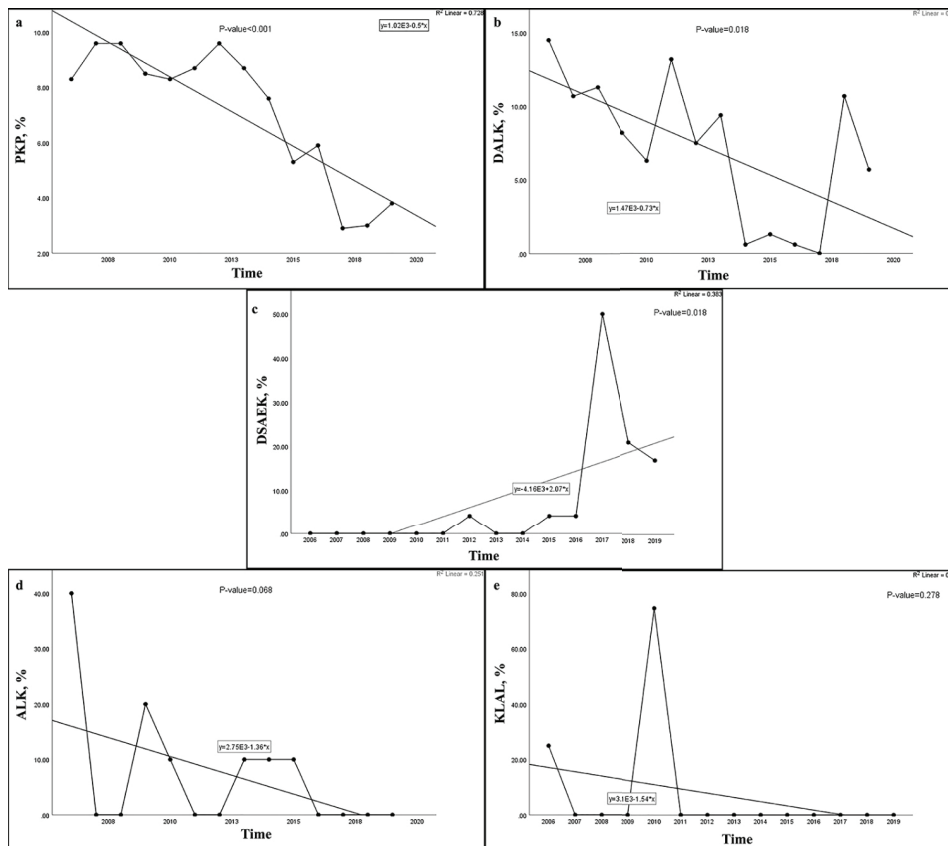 a
P-value<0.001
y=1.02E3-0.5*x
R² Linear = 0.728
PKP, %
10.00
8.00
6.00
4.00
2.00
2008 2010 2013 2015 2018 2020
Time
b
P-value=0.018
R² Linear = 0
DALK, %
15.00
10.00
5.00
.00
y=1.47E3-0.73*x
2008 2010 2013 2015 2018 2020
Time
c
R² Linear = 0.383
P-value=0.018
DSAEK, %
50.00
40.00
30.00
20.00
10.00
.00
y=-4.16E3+2.07*x
2006 2007 2008 2009 2010 2011 2012 2013 2014 2015 2016 2017 2018 2019
Time
d
P-value=0.068
R² Linear = 0.251
ALK, %
40.00
30.00
20.00
10.00
.00
y=2.75E3-1.36*x
2008 2010 2013 2015 2018 2020
Time
e
R² Linear = 0
P-value=0.278
KLAL, %
80.00
60.00
40.00
20.00
.00
y=3.1E3-1.54*x
2006 2007 2008 2009 2010 2011 2012 2013 2014 2015 2016 2017 2018 2019
Time